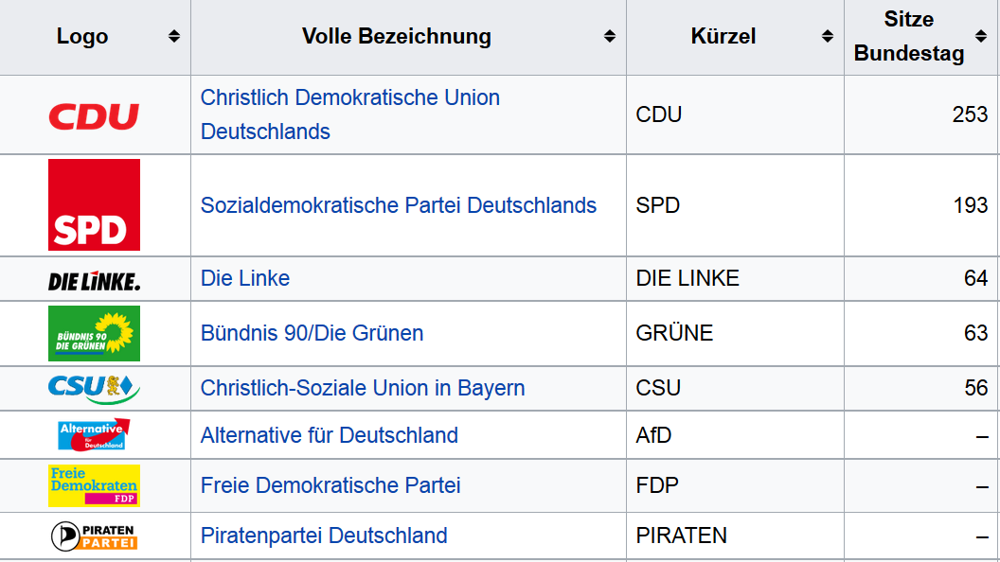 Logo Volle Bezeichnung Kürzel Sitze Bundestag
CDU Christlich Demokratische Union Deutschlands CDU 253
SPD Sozialdemokratische Partei Deutschlands SPD 193
DIE LiNKE. Die Linke DIE LINKE 64
BÜNDNIS 90 DIE GRÜNEN Bündnis 90/Die Grünen GRÜNE 63
CSU Christlich-Soziale Union in Bayern CSU 56
Alternative für Deutschland Alternative für Deutschland AfD –
Freie Demokraten FDP Freie Demokratische Partei FDP –
PIRATEN PARTEI Piratenpartei Deutschland PIRATEN –